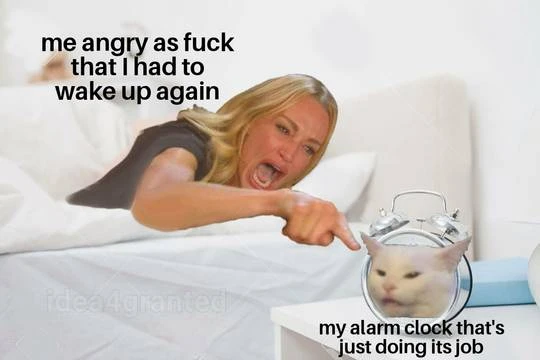 me angry as fuck
that I had to
wake up again
idea4granted
my alarm clock that's
just doing its job